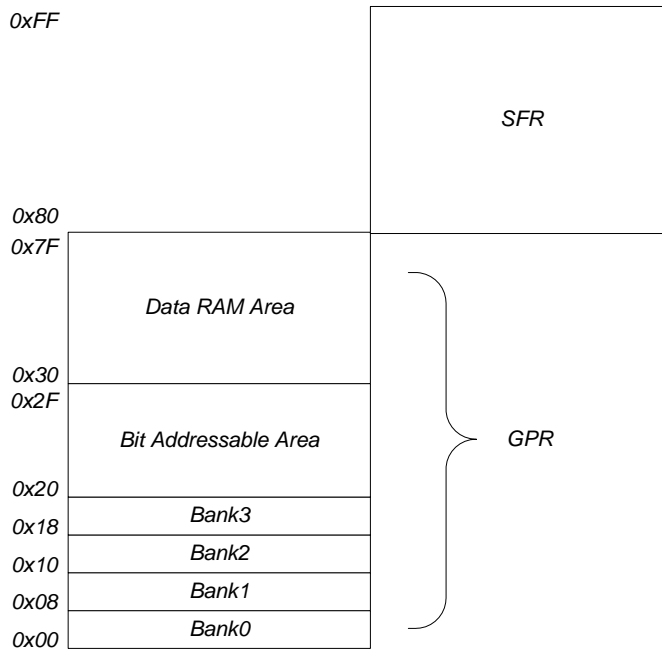 0xFF
SFR
0x80
0x7F
Data RAM Area
0x30
0x2F
Bit Addressable Area
GPR
0x20
Bank3
0x18
Bank2
0x10
Bank1
0x08
Bank0
0x00